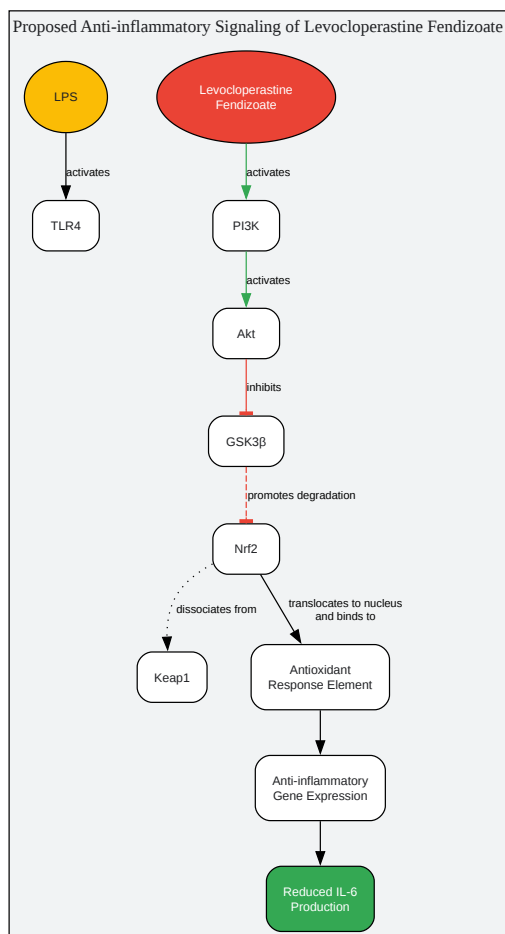 Proposed Anti-inflammatory Signaling of Levocloperastine Fendizoate
LPS
Levocloperastine
Fendizoate
activates
activates
TLR4
PI3K
activates
Akt
inhibits
GSK3β
promotes degradation
Nrf2
dissociates from
translocates to nucleus
and binds to
Keap1
Antioxidant
Response Element
Anti-inflammatory
Gene Expression
Reduced IL-6
Production